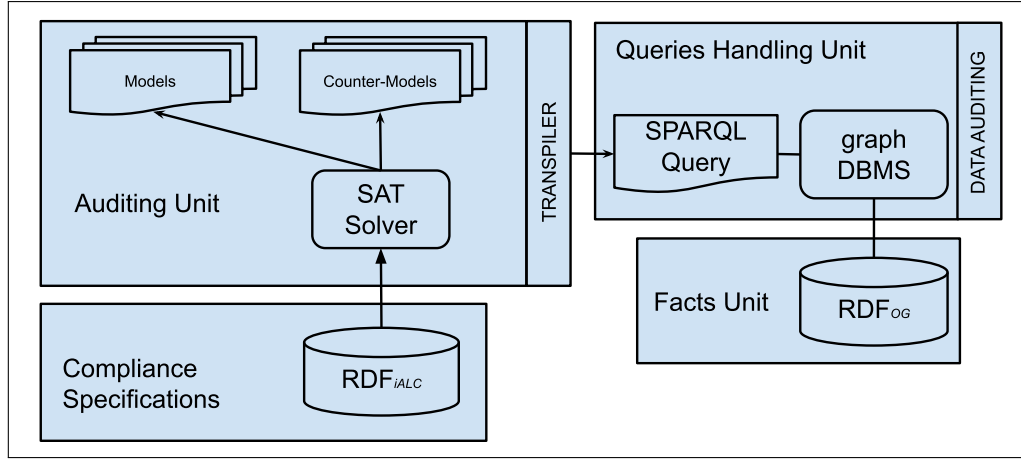 Models
Counter-Models
SAT
Solver
Auditing Unit
TRANSPILER
Compliance
Specifications
RDFiALC
Queries Handling Unit
SPARQL
Query
graph
DBMS
DATA AUDITING
Facts Unit
RDFOG